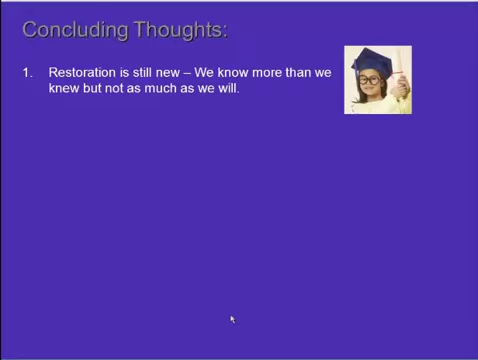 Concluding Thoughts:
1. Restoration is still new – We know more than we
knew but not as much as we will.